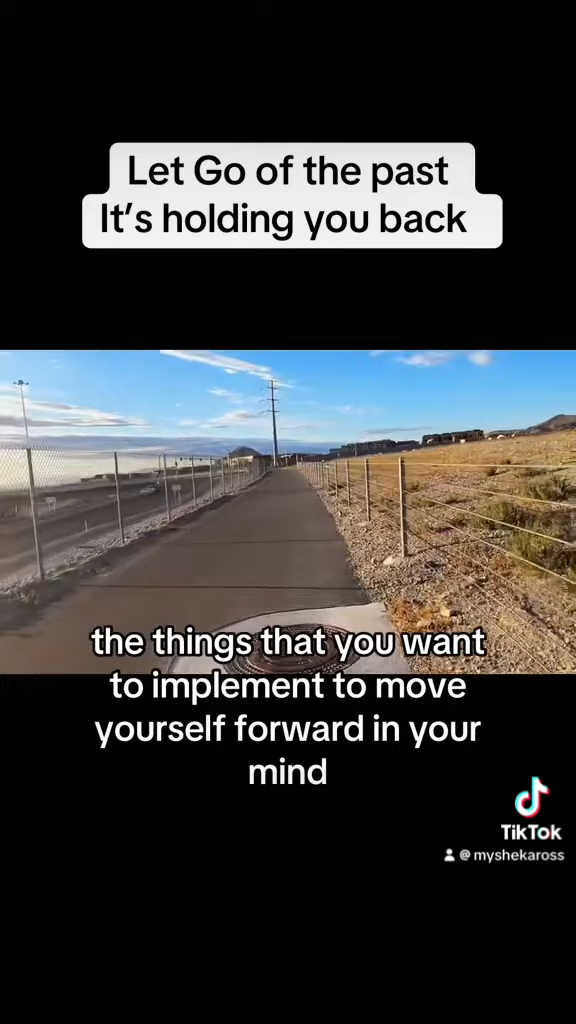 Let Go of the past
It's holding you back
the things that you want
to implement to move
yourself forward in your
mind
TikTok
@myshekaross